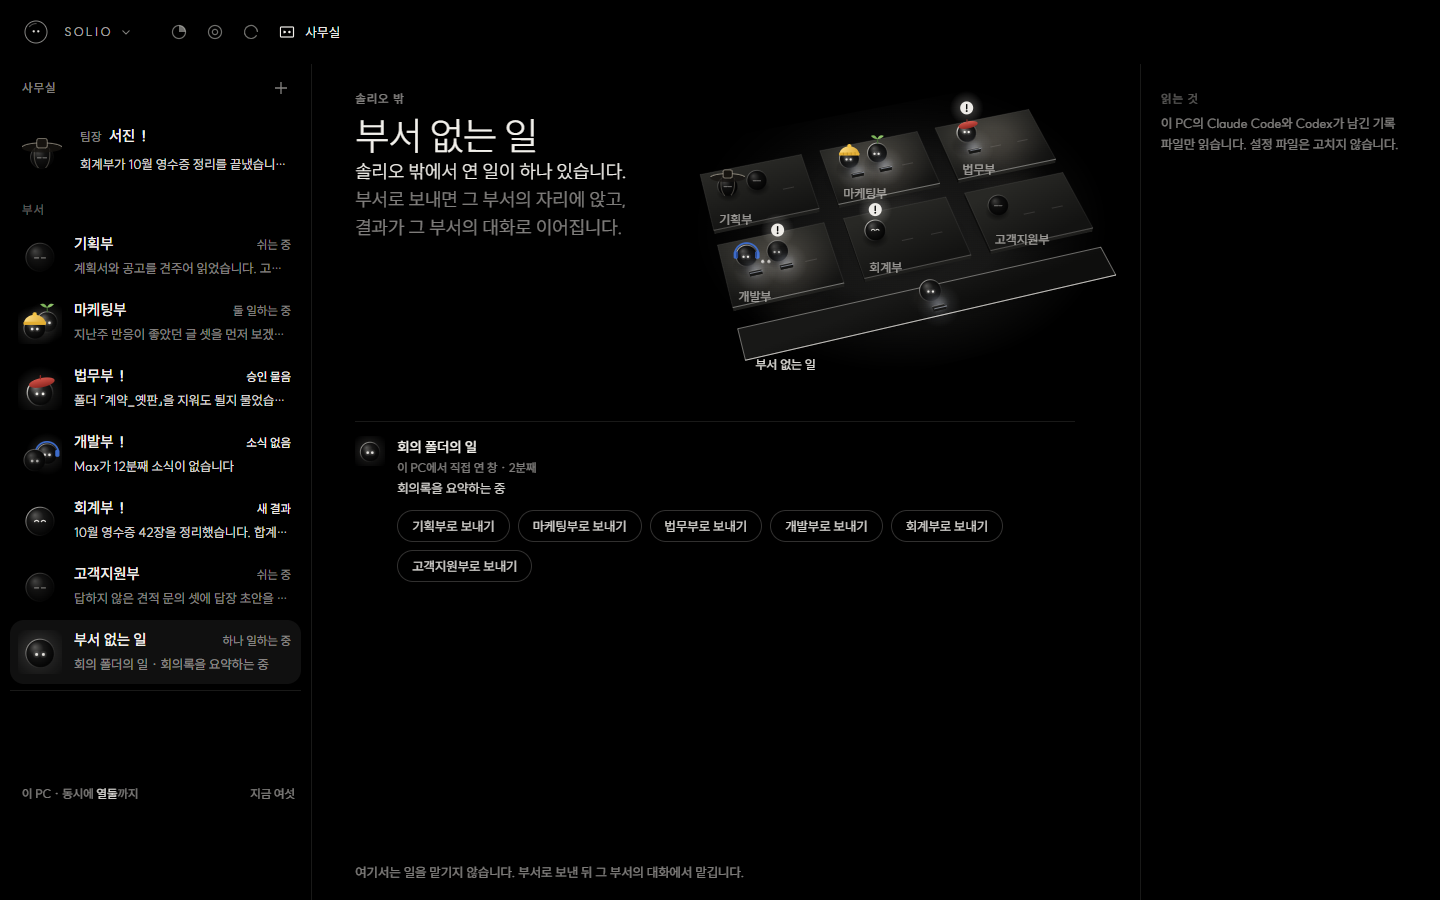 SOLIO
사무실
사무실
팀장 서진 !
회계부가 10월 영수증 정리를 끝냈습니…
부서
기획부 쉬는 중
계획서와 공고를 견주어 읽었습니다. 고…
마케팅부 둘 일하는 중
지난주 반응이 좋았던 글 셋을 먼저 보겠…
법무부 ! 승인 물음
폴더 「계약_옛판」을 지워도 될지 물었습…
개발부 ! 소식 없음
Max가 12분째 소식이 없습니다
회계부 ! 새 결과
10월 영수증 42장을 정리했습니다. 합계…
고객지원부 쉬는 중
답하지 않은 견적 문의 셋에 답장 초안을 …
부서 없는 일 하나 일하는 중
회의 폴더의 일 · 회의록을 요약하는 중
이 PC · 동시에 열둘까지 지금 여섯
솔리오 밖
부서 없는 일
솔리오 밖에서 연 일이 하나 있습니다.
부서로 보내면 그 부서의 자리에 앉고,
결과가 그 부서의 대화로 이어집니다.
!
법무부
마케팅부
기획부
!
고객지원부
!
회계부
개발부
부서 없는 일
회의 폴더의 일
이 PC에서 직접 연 창 · 2분째
회의록을 요약하는 중
기획부로 보내기 마케팅부로 보내기 법무부로 보내기 개발부로 보내기 회계부로 보내기
고객지원부로 보내기
여기서는 일을 맡기지 않습니다. 부서로 보낸 뒤 그 부서의 대화에서 맡깁니다.
읽는 것
이 PC의 Claude Code와 Codex가 남긴 기록
파일만 읽습니다. 설정 파일은 고치지 않습니다.